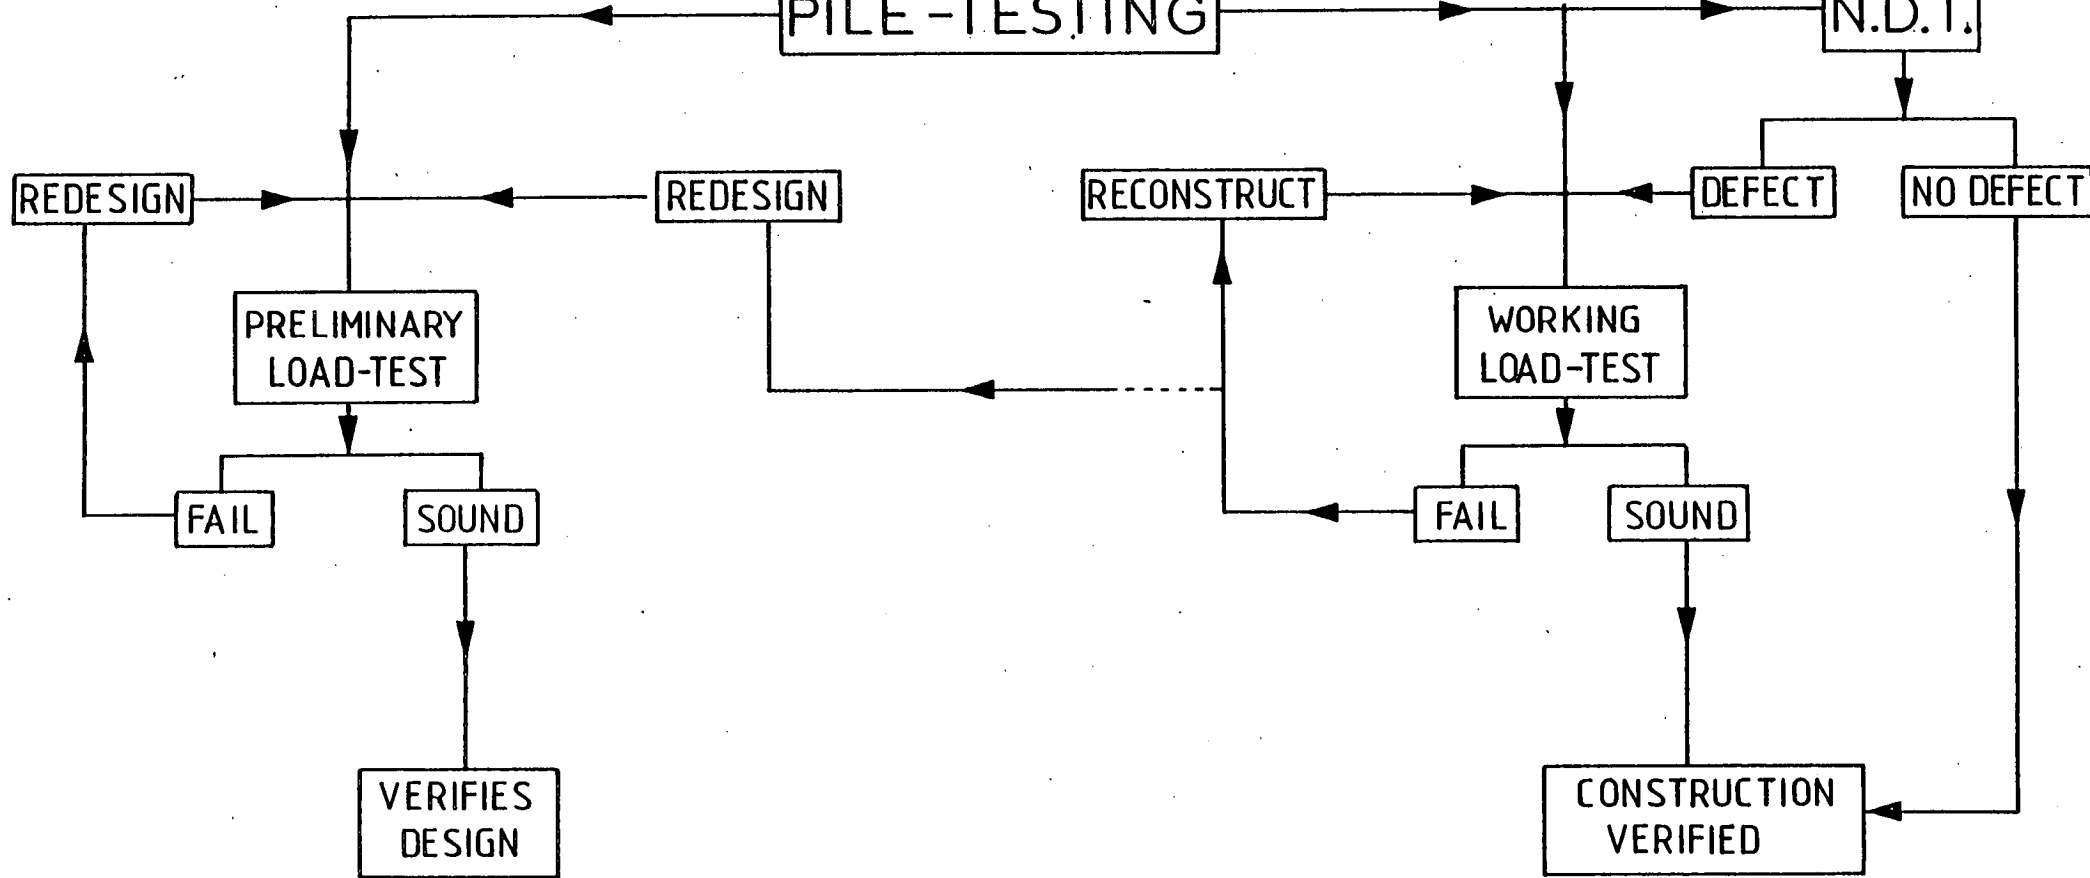 PILE-TESTING
N.D.T.
REDESIGN
REDESIGN
RECONSTRUCT
DEFECT
NO DEFECT
PRELIMINARY
LOAD-TEST
WORKING
LOAD-TEST
FAIL
SOUND
FAIL
SOUND
VERIFIES
DESIGN
CONSTRUCTION
VERIFIED